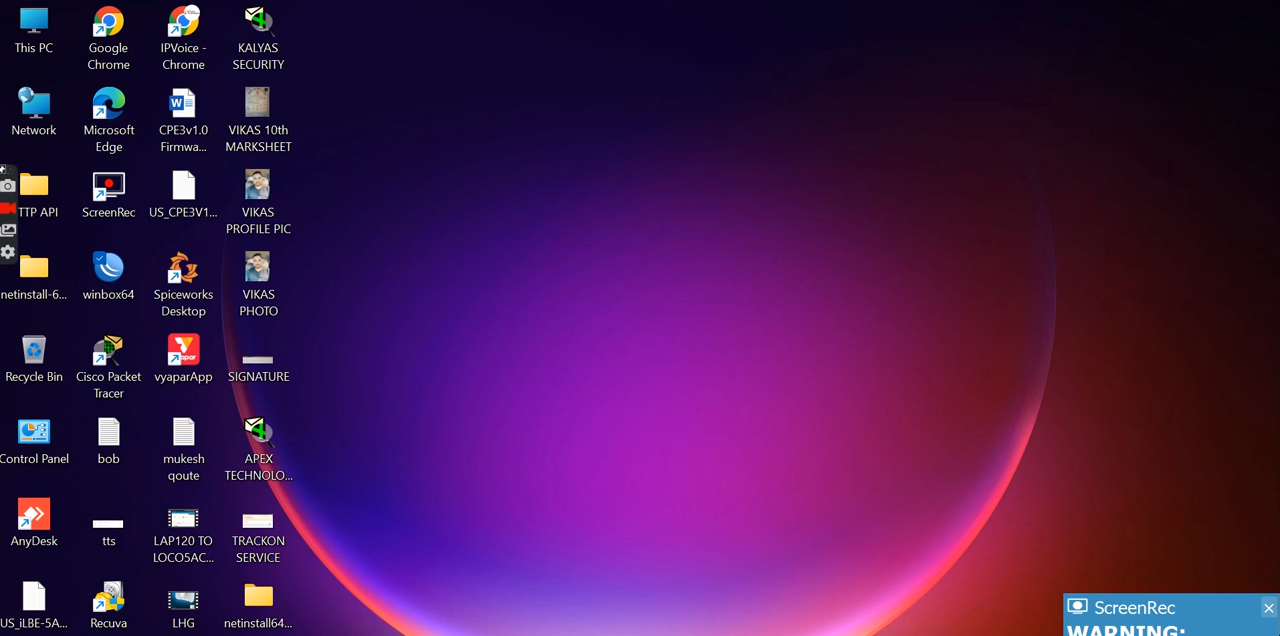 This PC
Google
Chrome
IPVoice -
Chrome
KALYAS
SECURITY
Network
Microsoft
Edge
CPE3v1.0
Firmwa...
VIKAS 10th
MARKSHEET
TTP API
ScreenRec
US_CPE3V1...
VIKAS
PROFILE PIC
netinstall-6...
winbox64
Spiceworks
Desktop
VIKAS
PHOTO
Recycle Bin
Cisco Packet
Tracer
vyaparApp
SIGNATURE
Control Panel
bob
mukesh
qoute
APEX
TECHNOLO...
AnyDesk
tts
LAP120 TO
LOCO5AC...
TRACKON
SERVICE
US_iLBE-5A...
Recuva
LHG
netinstall64...
ScreenRec
WARNING: